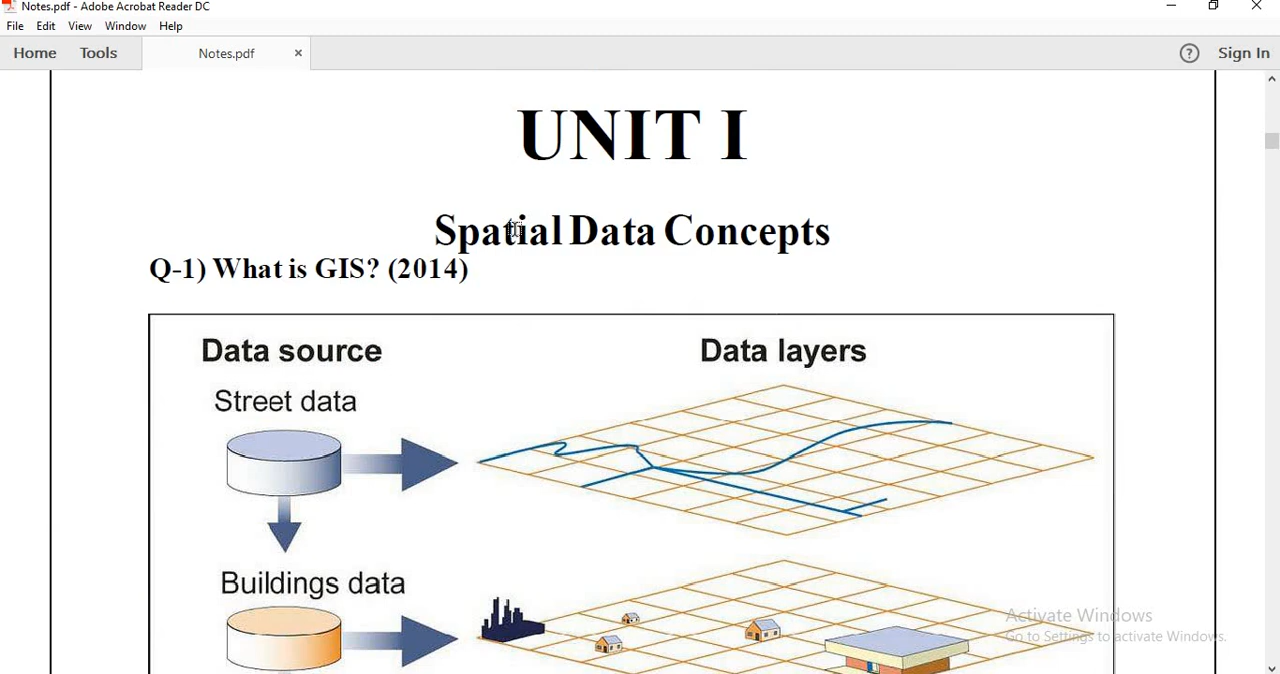 Notes.pdf - Adobe Acrobat Reader DC
File Edit View Window Help
Home Tools Notes.pdf × ? Sign In
UNIT I
Spatial Data Concepts
Q-1) What is GIS? (2014)
Data source Data layers
Street data
Buildings data
Activate Windows
Go to Settings to activate Windows.